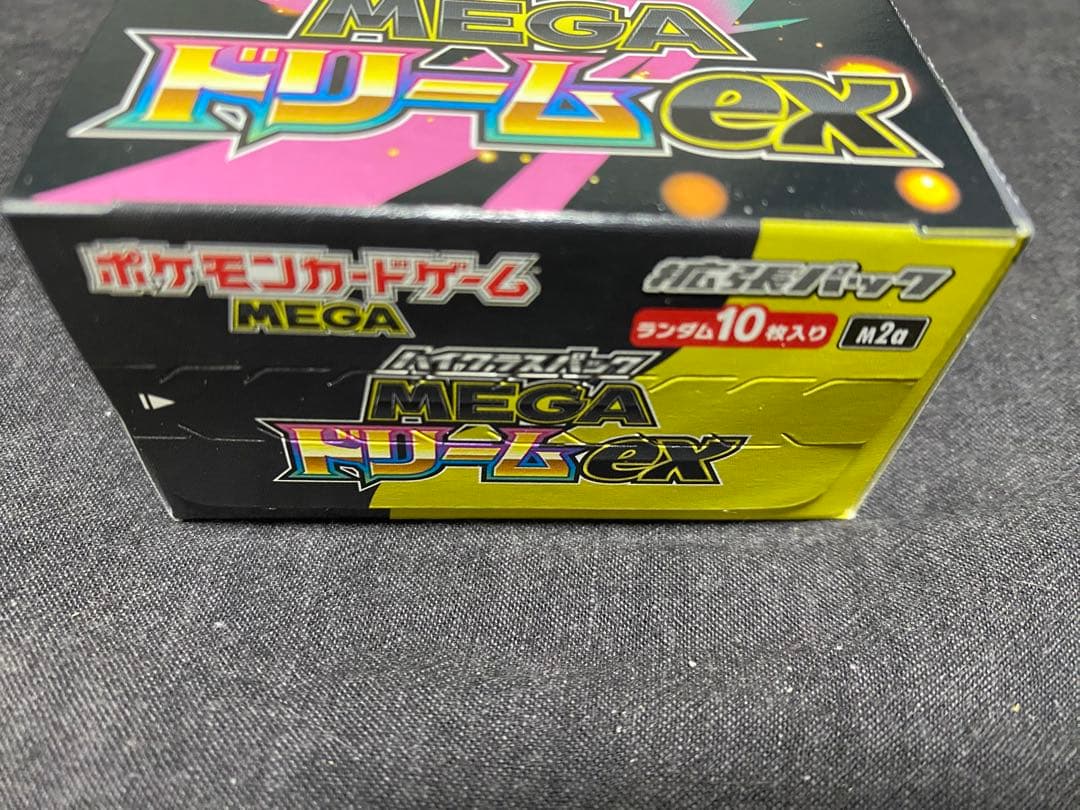 MEGA
ドリームex
ポケモンカードゲーム
MEGA
拡張パック
ランダム10枚入り
M2a
ハイクラスパック
MEGA
ドリームex